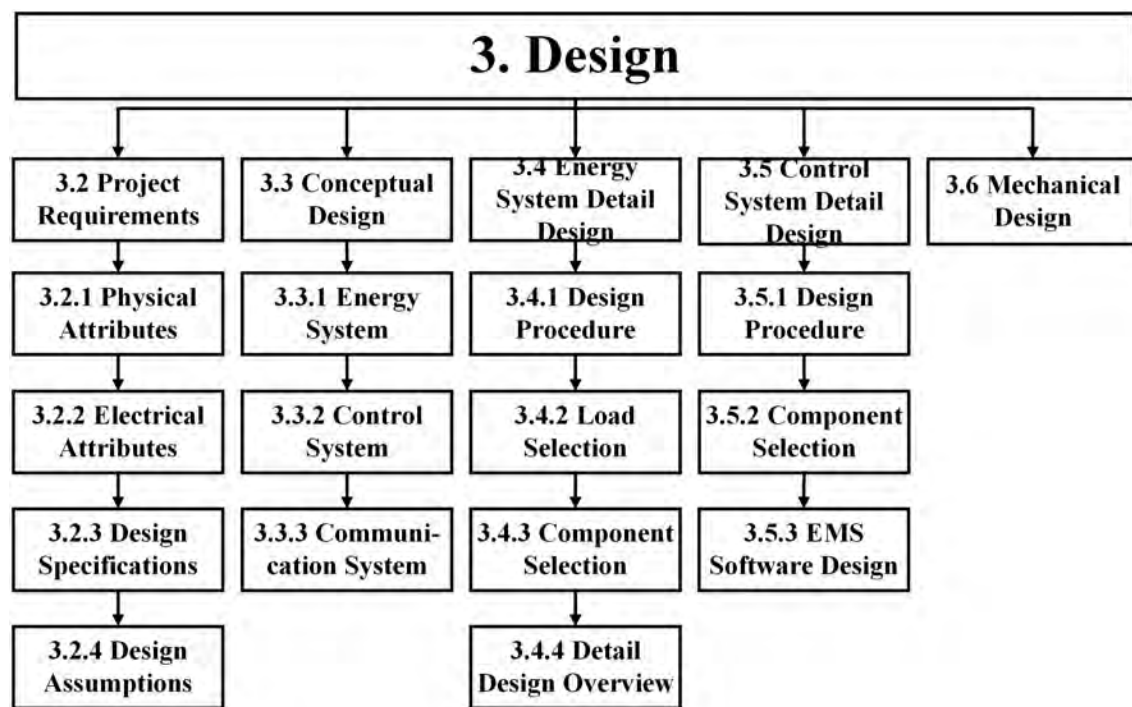 3. Design
3.2 Project
Requirements
3.3 Conceptual
Design
3.4 Energy
System Detail
Design
3.5 Control
System Detail
Design
3.6 Mechanical
Design
3.2.1 Physical
Attributes
3.3.1 Energy
System
3.4.1 Design
Procedure
3.5.1 Design
Procedure
3.2.2 Electrical
Attributes
3.3.2 Control
System
3.4.2 Load
Selection
3.5.2 Component
Selection
3.2.3 Design
Specifications
3.3.3 Communi-
cation System
3.4.3 Component
Selection
3.5.3 EMS
Software Design
3.2.4 Design
Assumptions
3.4.4 Detail
Design Overview